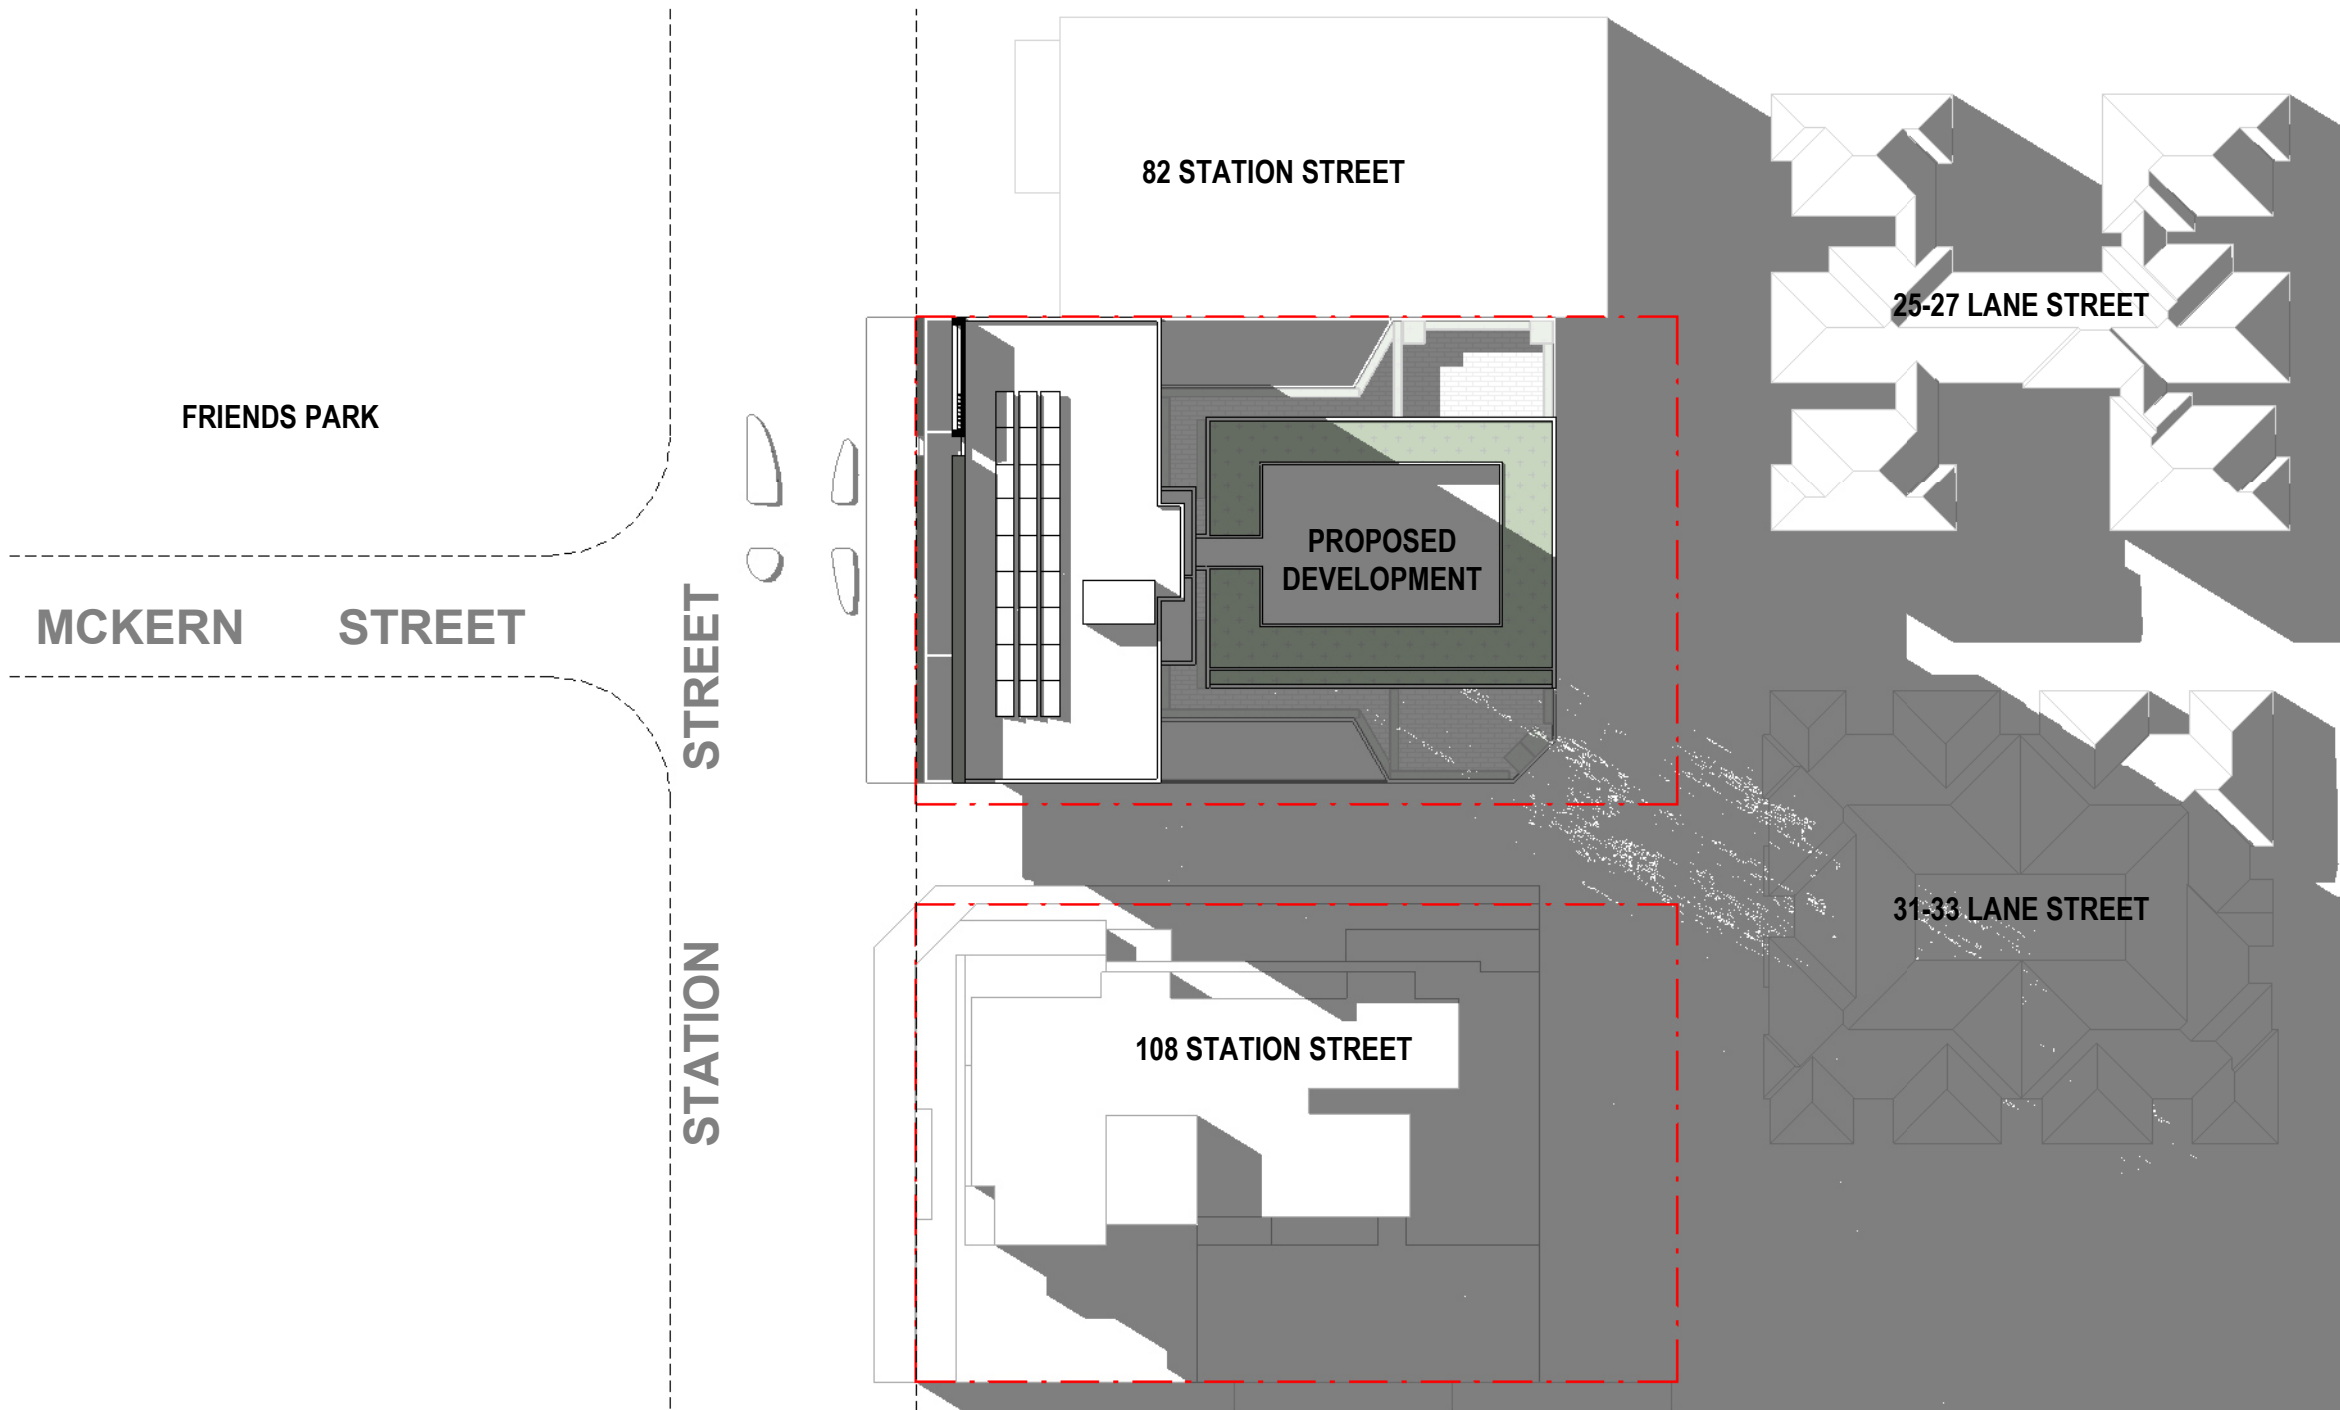 82 STATION STREET
25-27 LANE STREET
FRIENDS PARK
PROPOSED
DEVELOPMENT
MCKERN STREET
STATION STREET
31-33 LANE STREET
108 STATION STREET